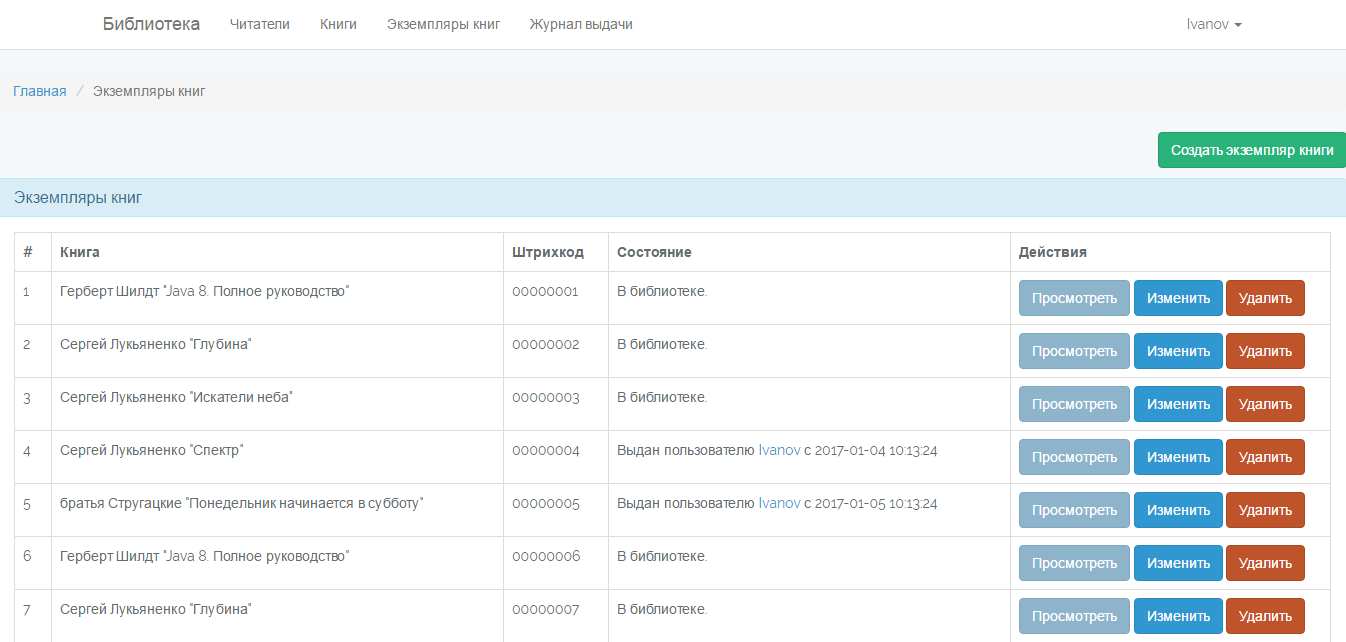 Библиотека Читатели Книги Экземпляры книг Журнал выдачи Ivanov
Главная / Экземпляры книг
Создать экземпляр книги
Экземпляры книг
# Книга Штрихкод Состояние Действия
1 Герберт Шилдт "Java 8. Полное руководство" 00000001 В библиотеке. Просмотреть Изменить Удалить
2 Сергей Лукьяненко "Глубина" 00000002 В библиотеке. Просмотреть Изменить Удалить
3 Сергей Лукьяненко "Искатели неба" 00000003 В библиотеке. Просмотреть Изменить Удалить
4 Сергей Лукьяненко "Спектр" 00000004 Выдан пользователю Ivanov с 2017-01-04 10:13:24 Просмотреть Изменить Удалить
5 братья Стругацкие "Понедельник начинается в субботу" 00000005 Выдан пользователю Ivanov с 2017-01-05 10:13:24 Просмотреть Изменить Удалить
6 Герберт Шилдт "Java 8. Полное руководство" 00000006 В библиотеке. Просмотреть Изменить Удалить
7 Сергей Лукьяненко "Глубина" 00000007 В библиотеке. Просмотреть Изменить Удалить